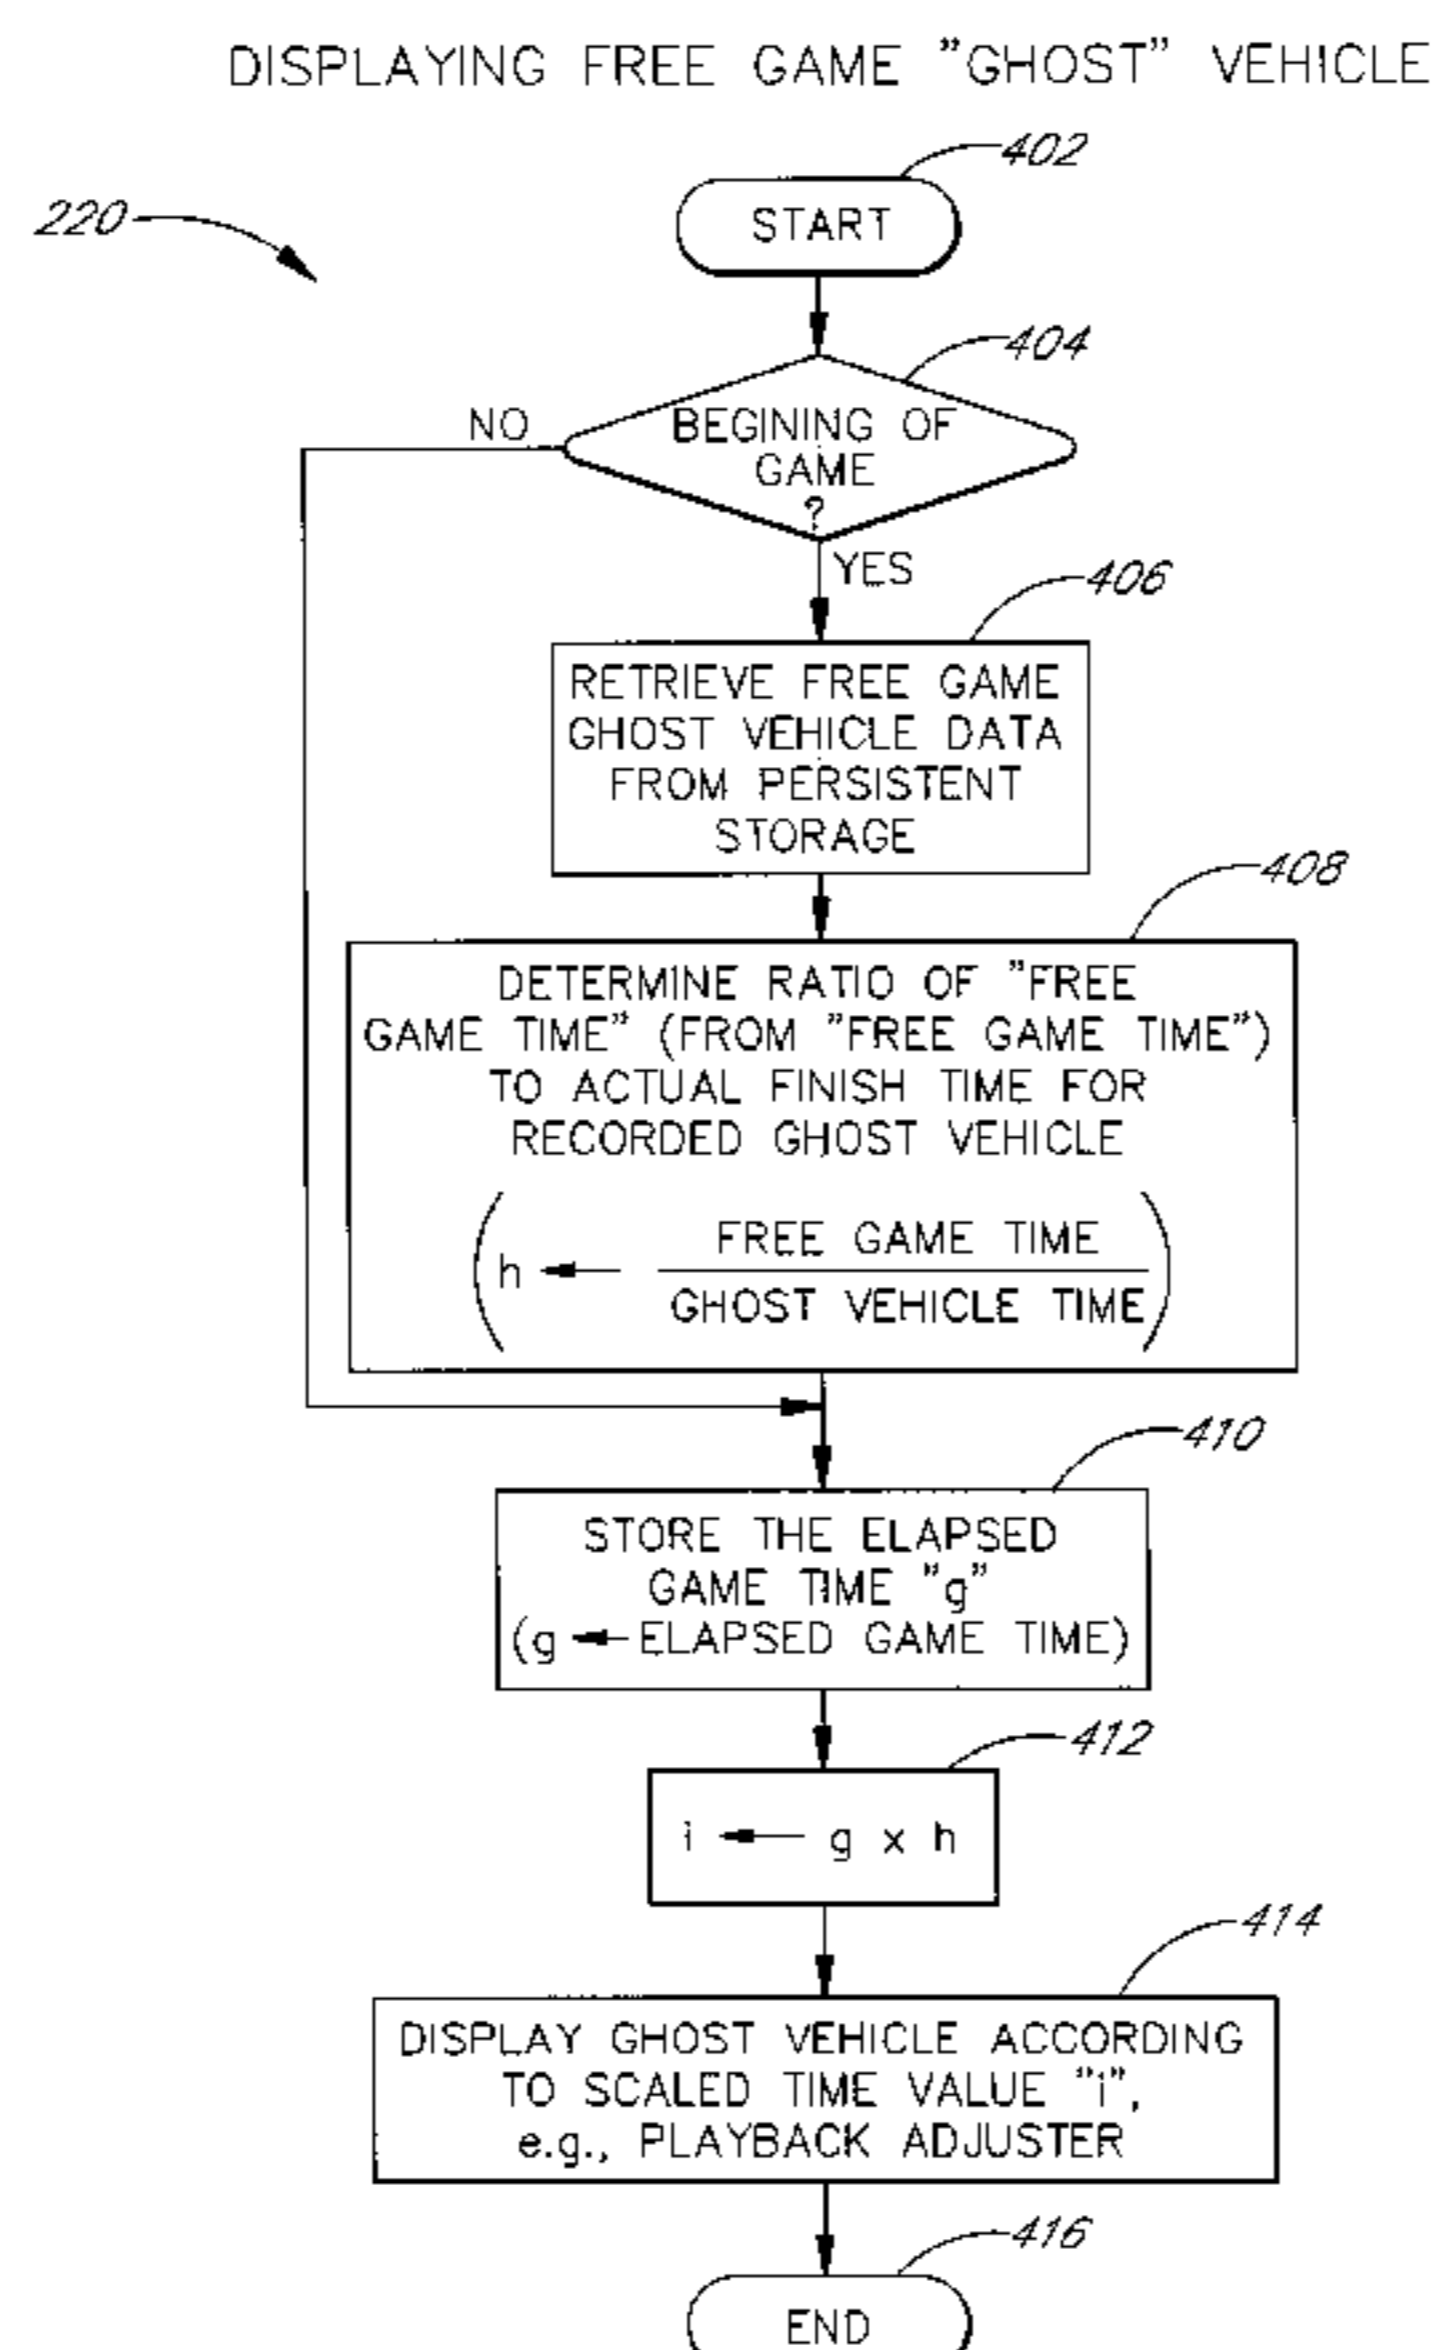 DISPLAYING FREE GAME "GHOST" VEHICLE
402
220
START
404
NO
BEGINING OF
GAME
?
YES
406
RETRIEVE FREE GAME
GHOST VEHICLE DATA
FROM PERSISTENT
STORAGE
408
DETERMINE RATIO OF "FREE
GAME TIME" (FROM "FREE GAME TIME")
TO ACTUAL FINISH TIME FOR
RECORDED GHOST VEHICLE
FREE GAME TIME
(h ← ————————)
GHOST VEHICLE TIME
410
STORE THE ELAPSED
GAME TIME "g"
(g ← ELAPSED GAME TIME)
412
i ← g x h
414
DISPLAY GHOST VEHICLE ACCORDING
TO SCALED TIME VALUE "i",
e.g., PLAYBACK ADJUSTER
416
END